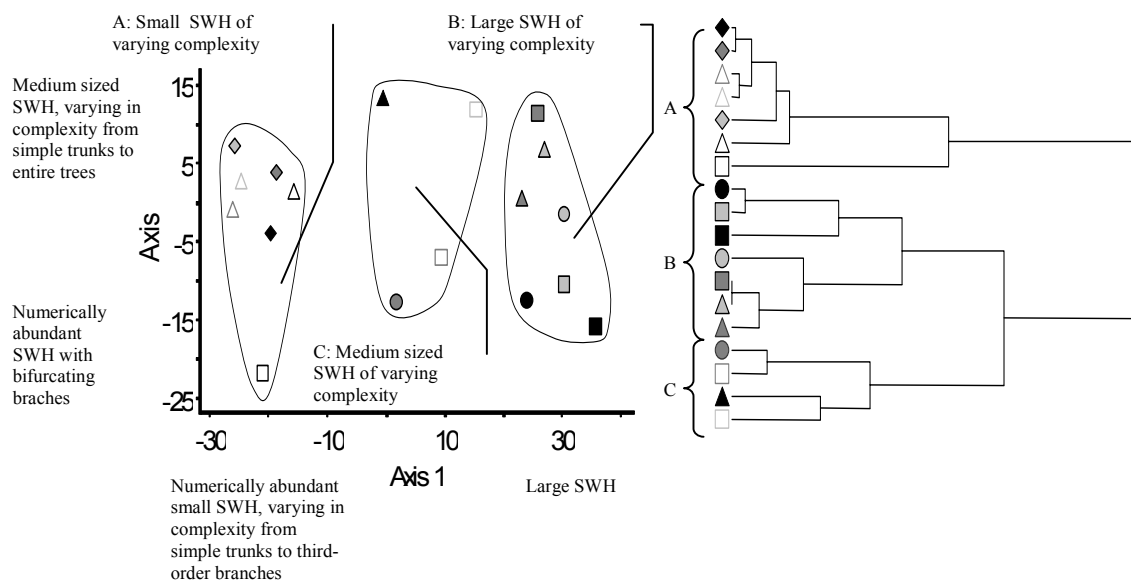 A: Small SWH of
varying complexity
B: Large SWH of
varying complexity
Medium sized
SWH, varying in
complexity from
simple trunks to
entire trees
Numerically
abundant
SWH with
bifurcating
braches
Axis
15
5
-5
-15
-25
C: Medium sized
SWH of varying
complexity
-30
-10
10
30
Axis 1
Numerically abundant
small SWH, varying in
complexity from
simple trunks to third-
order branches
Large SWH
A
B
C